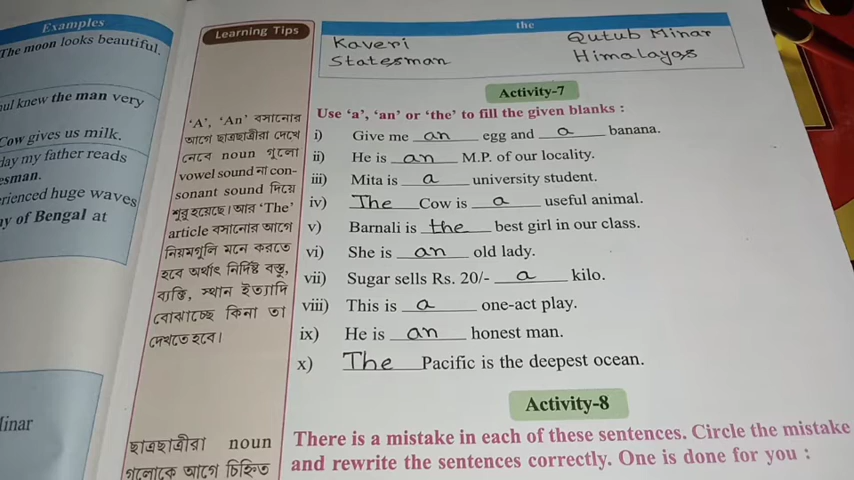 Examples
The moon looks beautiful.
ul knew the man very
Cow gives us milk.
day my father reads
esman.
rienced huge waves
ay of Bengal at
inar
Learning Tips
'A', 'An' বসানোর
আগে ছাত্রছাত্রীরা দেখে
নেবে noun গুলো
vowel sound না con-
sonant sound দিয়ে
শুরু হয়েছে। আর 'The'
article বসানোর আগে
নিয়মগুলি মনে করতে
হবে অর্থাৎ নির্দিষ্ট বস্তু,
ব্যক্তি, স্থান ইত্যাদি
বোঝাচ্ছে কিনা তা
দেখতে হবে।
ছাত্রছাত্রীরা noun
গুলোকে আগে চিহ্নিত
the
Kaveri Qutub Minar
Statesman Himalayas
Activity-7
Use 'a', 'an' or 'the' to fill the given blanks :
i) Give me an egg and a banana.
ii) He is an M.P. of our locality.
iii) Mita is a university student.
iv) The Cow is a useful animal.
v) Barnali is the best girl in our class.
vi) She is an old lady.
vii) Sugar sells Rs. 20/- a kilo.
viii) This is a one-act play.
ix) He is an honest man.
x) The Pacific is the deepest ocean.
Activity-8
There is a mistake in each of these sentences. Circle the mistake
and rewrite the sentences correctly. One is done for you :